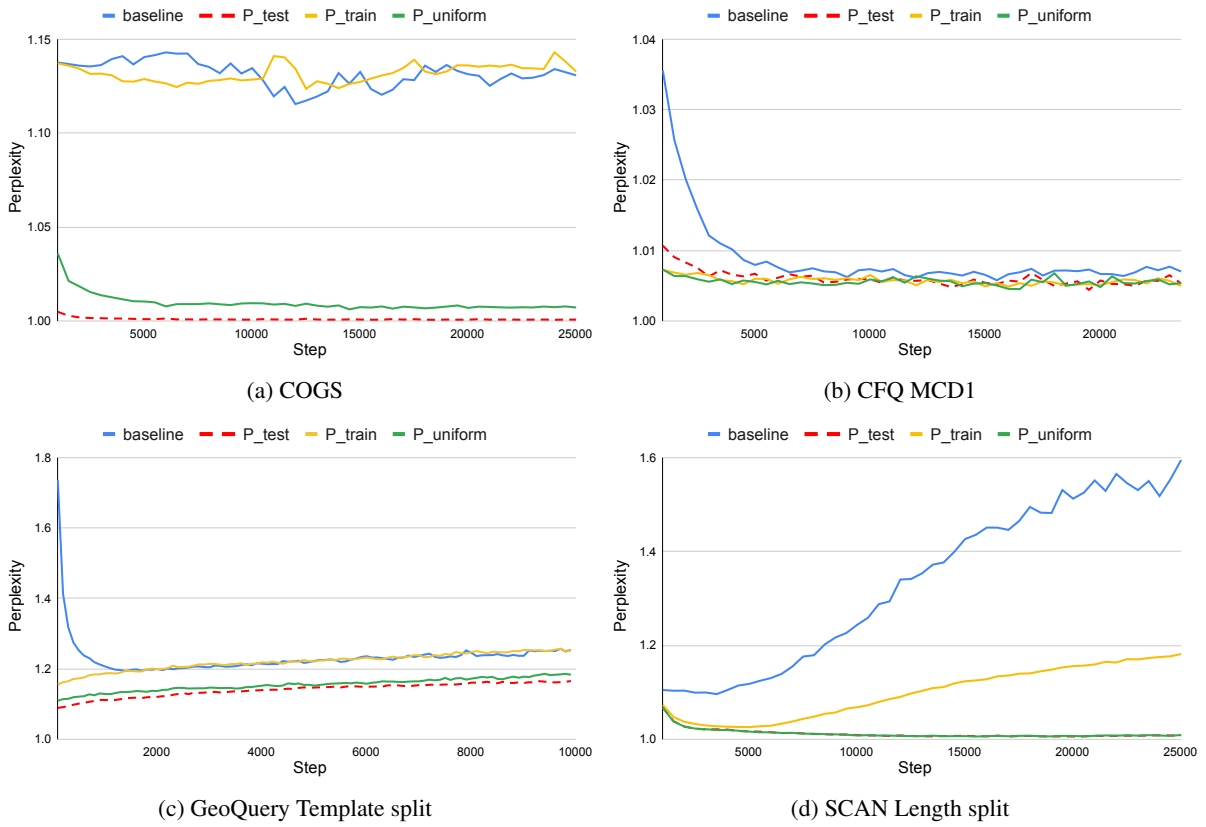 baseline P_test P_train P_uniform
1.15
1.10
1.05
1.00
Perplexity
5000 10000 15000 20000 25000
Step
(a) COGS
baseline P_test P_train P_uniform
1.04
1.03
1.02
1.01
1.00
Perplexity
5000 10000 15000 20000
Step
(b) CFQ MCD1
baseline P_test P_train P_uniform
1.8
1.6
1.4
1.2
1.0
Perplexity
2000 4000 6000 8000 10000
Step
(c) GeoQuery Template split
baseline P_test P_train P_uniform
1.6
1.4
1.2
1.0
Perplexity
5000 10000 15000 20000 25000
Step
(d) SCAN Length split